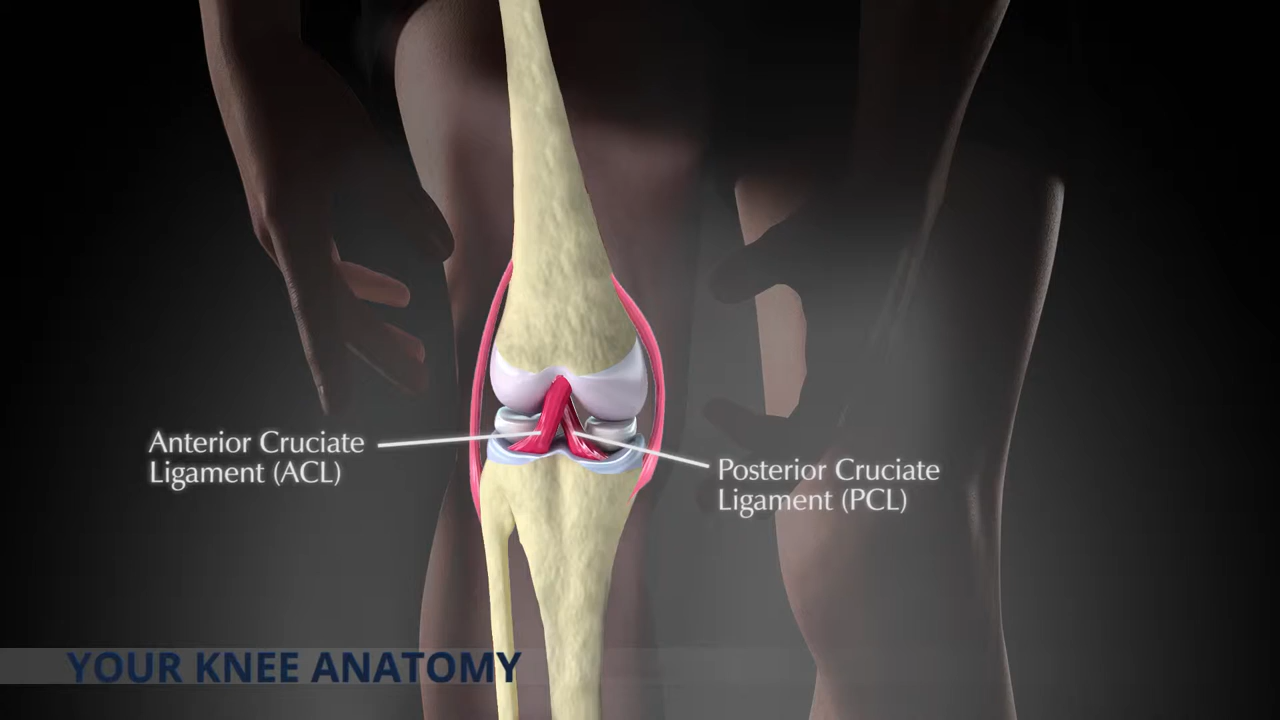 Anterior Cruciate
Ligament (ACL)
Posterior Cruciate
Ligament (PCL)
YOUR KNEE ANATOMY